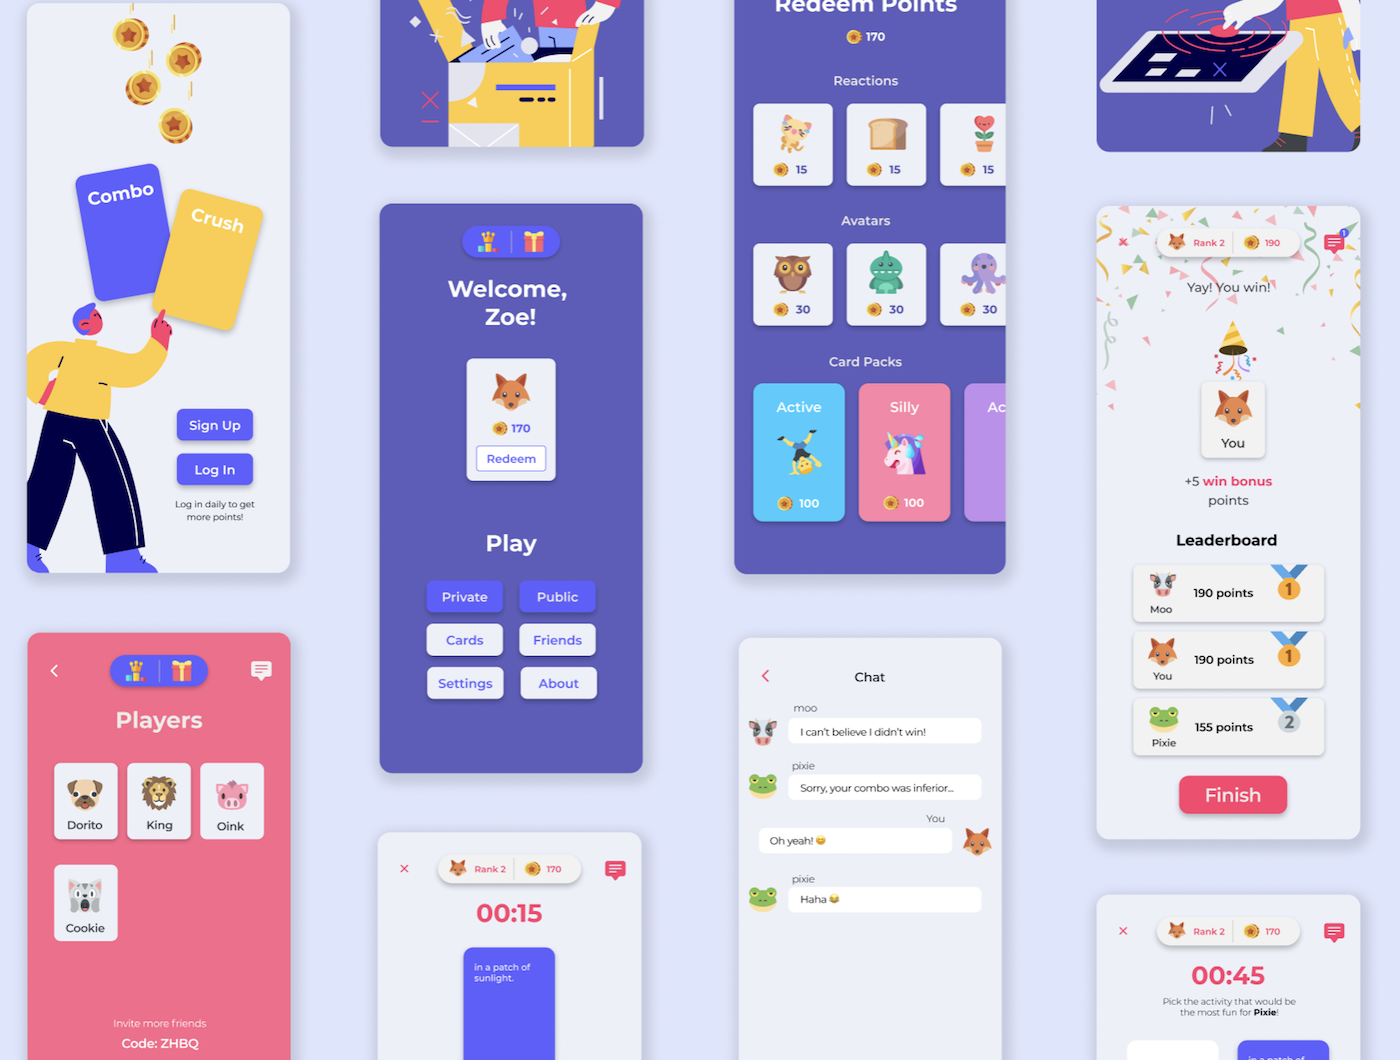 Combo
Crush
Sign Up
Log In
Log in daily to get
more points!
Players
Dorito
King
Oink
Cookie
Invite more friends
Code: ZHBQ
Welcome,
Zoe!
170
Redeem
Play
Private
Public
Cards
Friends
Settings
About
Rank 2
170
00:15
in a patch of
sunlight.
Redeem Points
170
Reactions
15
15
15
Avatars
30
30
30
Card Packs
Active
Silly
Ac
100
100
Chat
moo
I can't believe I didn't win!
pixie
Sorry, your combo was inferior...
You
Oh yeah! 😊
pixie
Haha 😂
Rank 2
190
1
Yay! You win!
You
+5 win bonus
points
Leaderboard
Moo
190 points
1
You
190 points
1
Pixie
155 points
2
Finish
Rank 2
170
00:45
Pick the activity that would be
the most fun for Pixie!
in a patch of